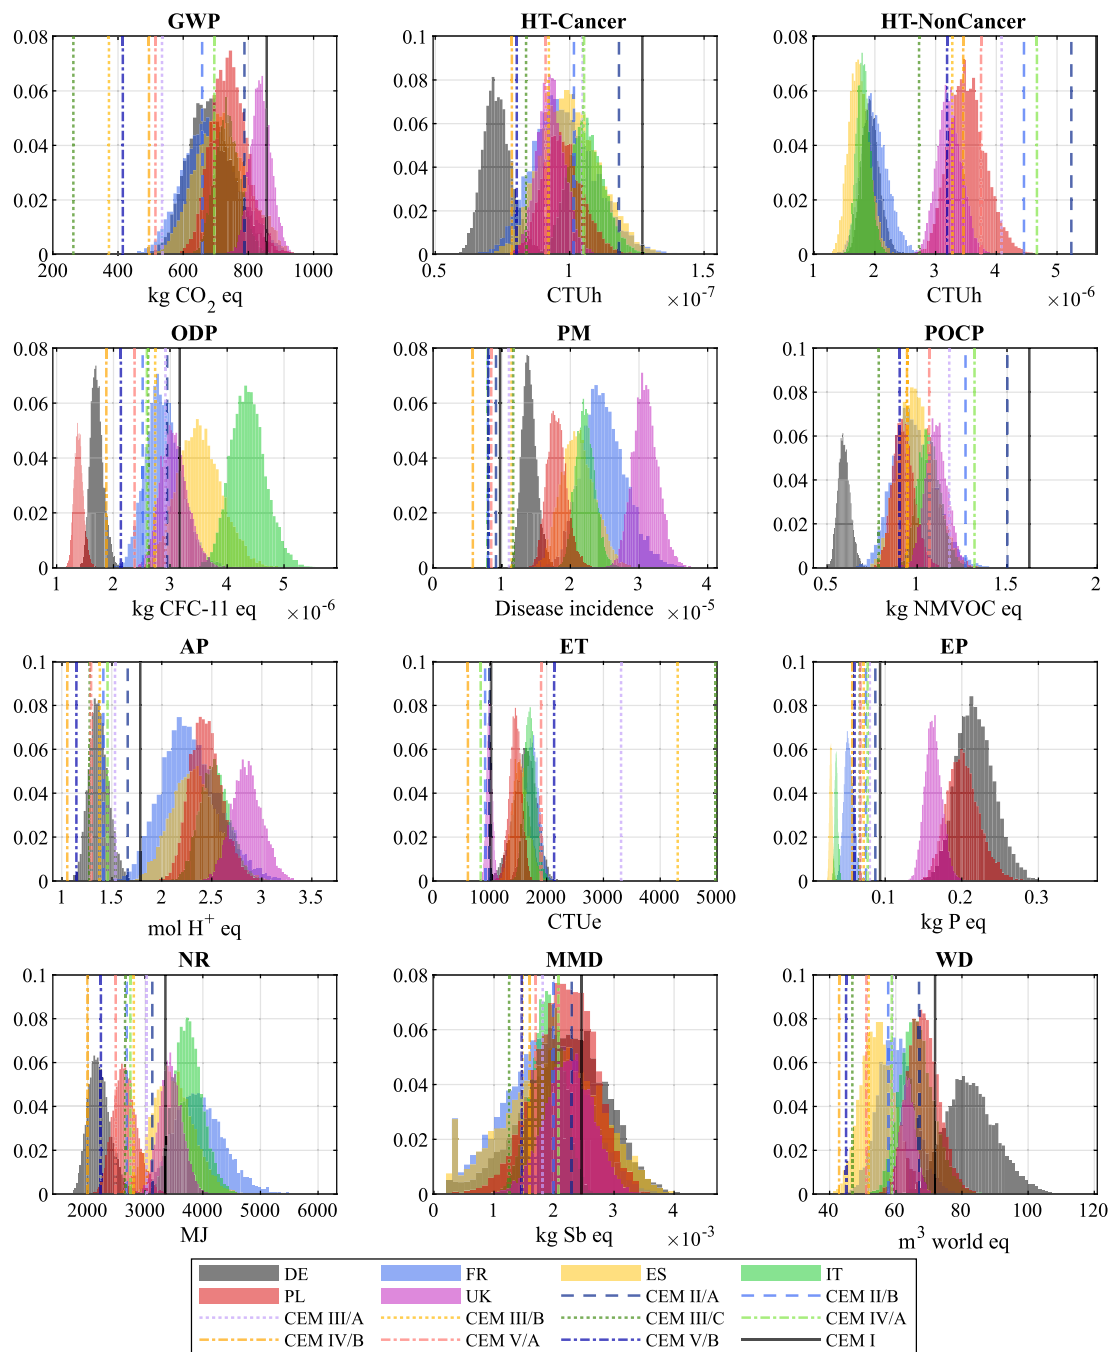 GWP HT-Cancer HT-NonCancer
0.08 0.1 0.08
0.06 0.08 0.06
0.06
0.04 0.04
0.04
0.02 0.02 0.02
0 0 0
200 400 600 800 1000 0.5 1 1.5 1 2 3 4 5
kg CO₂ eq CTUh ×10⁻⁷ CTUh ×10⁻⁶
ODP PM POCP
0.08 0.08 0.1
0.06 0.06 0.08
0.06
0.04 0.04
0.04
0.02 0.02 0.02
0 0 0
1 2 3 4 5 0 1 2 3 4 0.5 1 1.5 2
kg CFC-11 eq ×10⁻⁶ Disease incidence ×10⁻⁵ kg NMVOC eq
AP ET EP
0.1 0.1 0.1
0.08 0.08 0.08
0.06 0.06 0.06
0.04 0.04 0.04
0.02 0.02 0.02
0 0 0
1 1.5 2 2.5 3 3.5 0 1000 2000 3000 4000 5000 0.1 0.2 0.3
mol H⁺ eq CTUe kg P eq
NR MMD WD
0.1 0.08 0.1
0.08 0.06 0.08
0.06 0.06
0.04
0.04 0.04
0.02 0.02 0.02
0 0 0
2000 3000 4000 5000 6000 0 1 2 3 4 40 60 80 100 120
MJ kg Sb eq ×10⁻³ m³ world eq
DE FR ES IT
PL UK CEM II/A CEM II/B
CEM III/A CEM III/B CEM III/C CEM IV/A
CEM IV/B CEM V/A CEM V/B CEM I